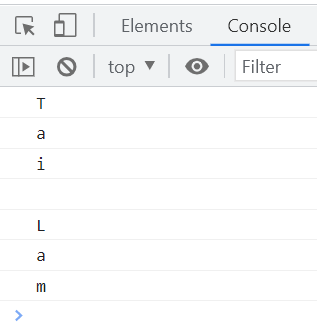 Elements Console
top ▼ Filter
T
a
i

L
a
m
>